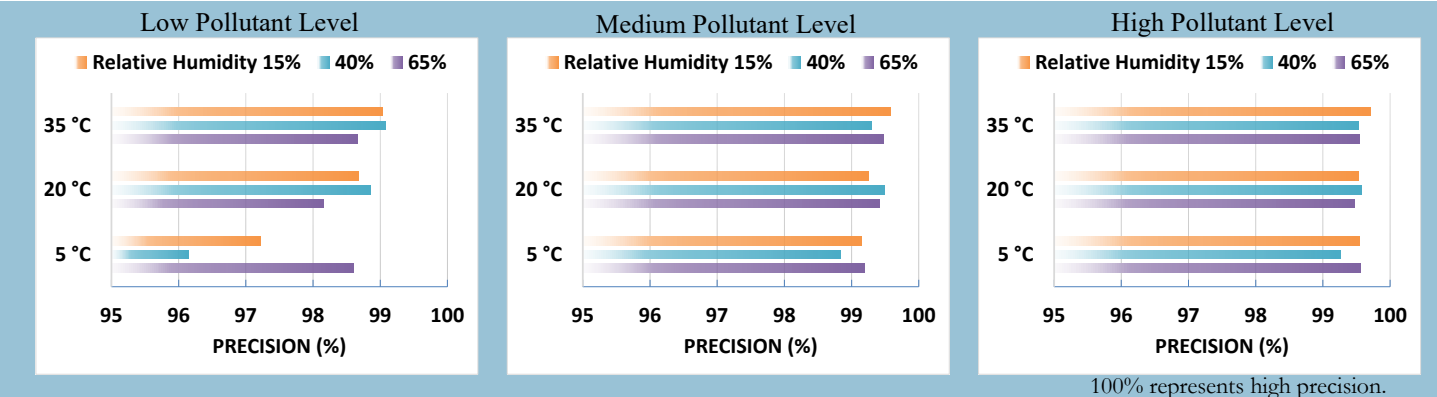 Low Pollutant Level
Relative Humidity 15% 40% 65%
35 °C
20 °C
5 °C
95 96 97 98 99 100
PRECISION (%)
Medium Pollutant Level
Relative Humidity 15% 40% 65%
35 °C
20 °C
5 °C
95 96 97 98 99 100
PRECISION (%)
High Pollutant Level
Relative Humidity 15% 40% 65%
35 °C
20 °C
5 °C
95 96 97 98 99 100
PRECISION (%)
100% represents high precision.